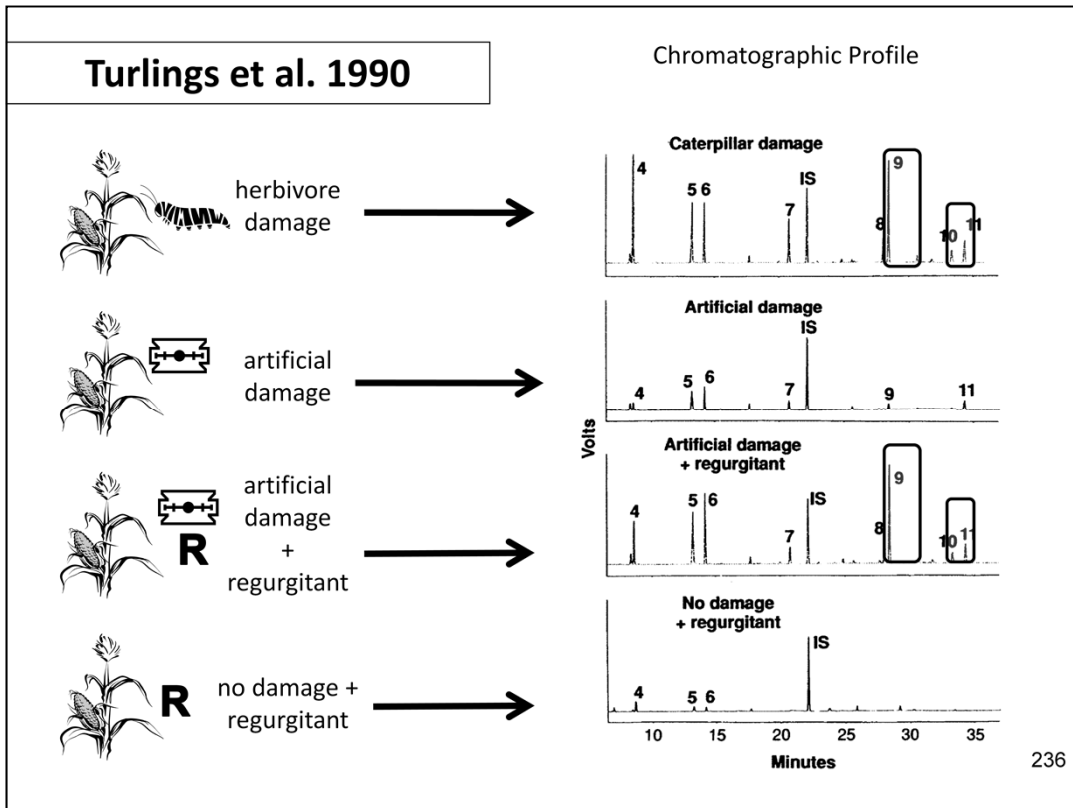 Turlings et al. 1990
Chromatographic Profile
herbivore
damage
Caterpillar damage
4
5 6
7
IS
8
9
10
11
artificial
damage
Artificial damage
4
5
6
7
IS
9
11
artificial
damage
+
regurgitant
R
Artificial damage
+ regurgitant
4
5
6
7
IS
8
9
10
11
R
no damage +
regurgitant
No damage
+ regurgitant
4
5
6
IS
Volts
10 15 20 25 30 35
Minutes
236